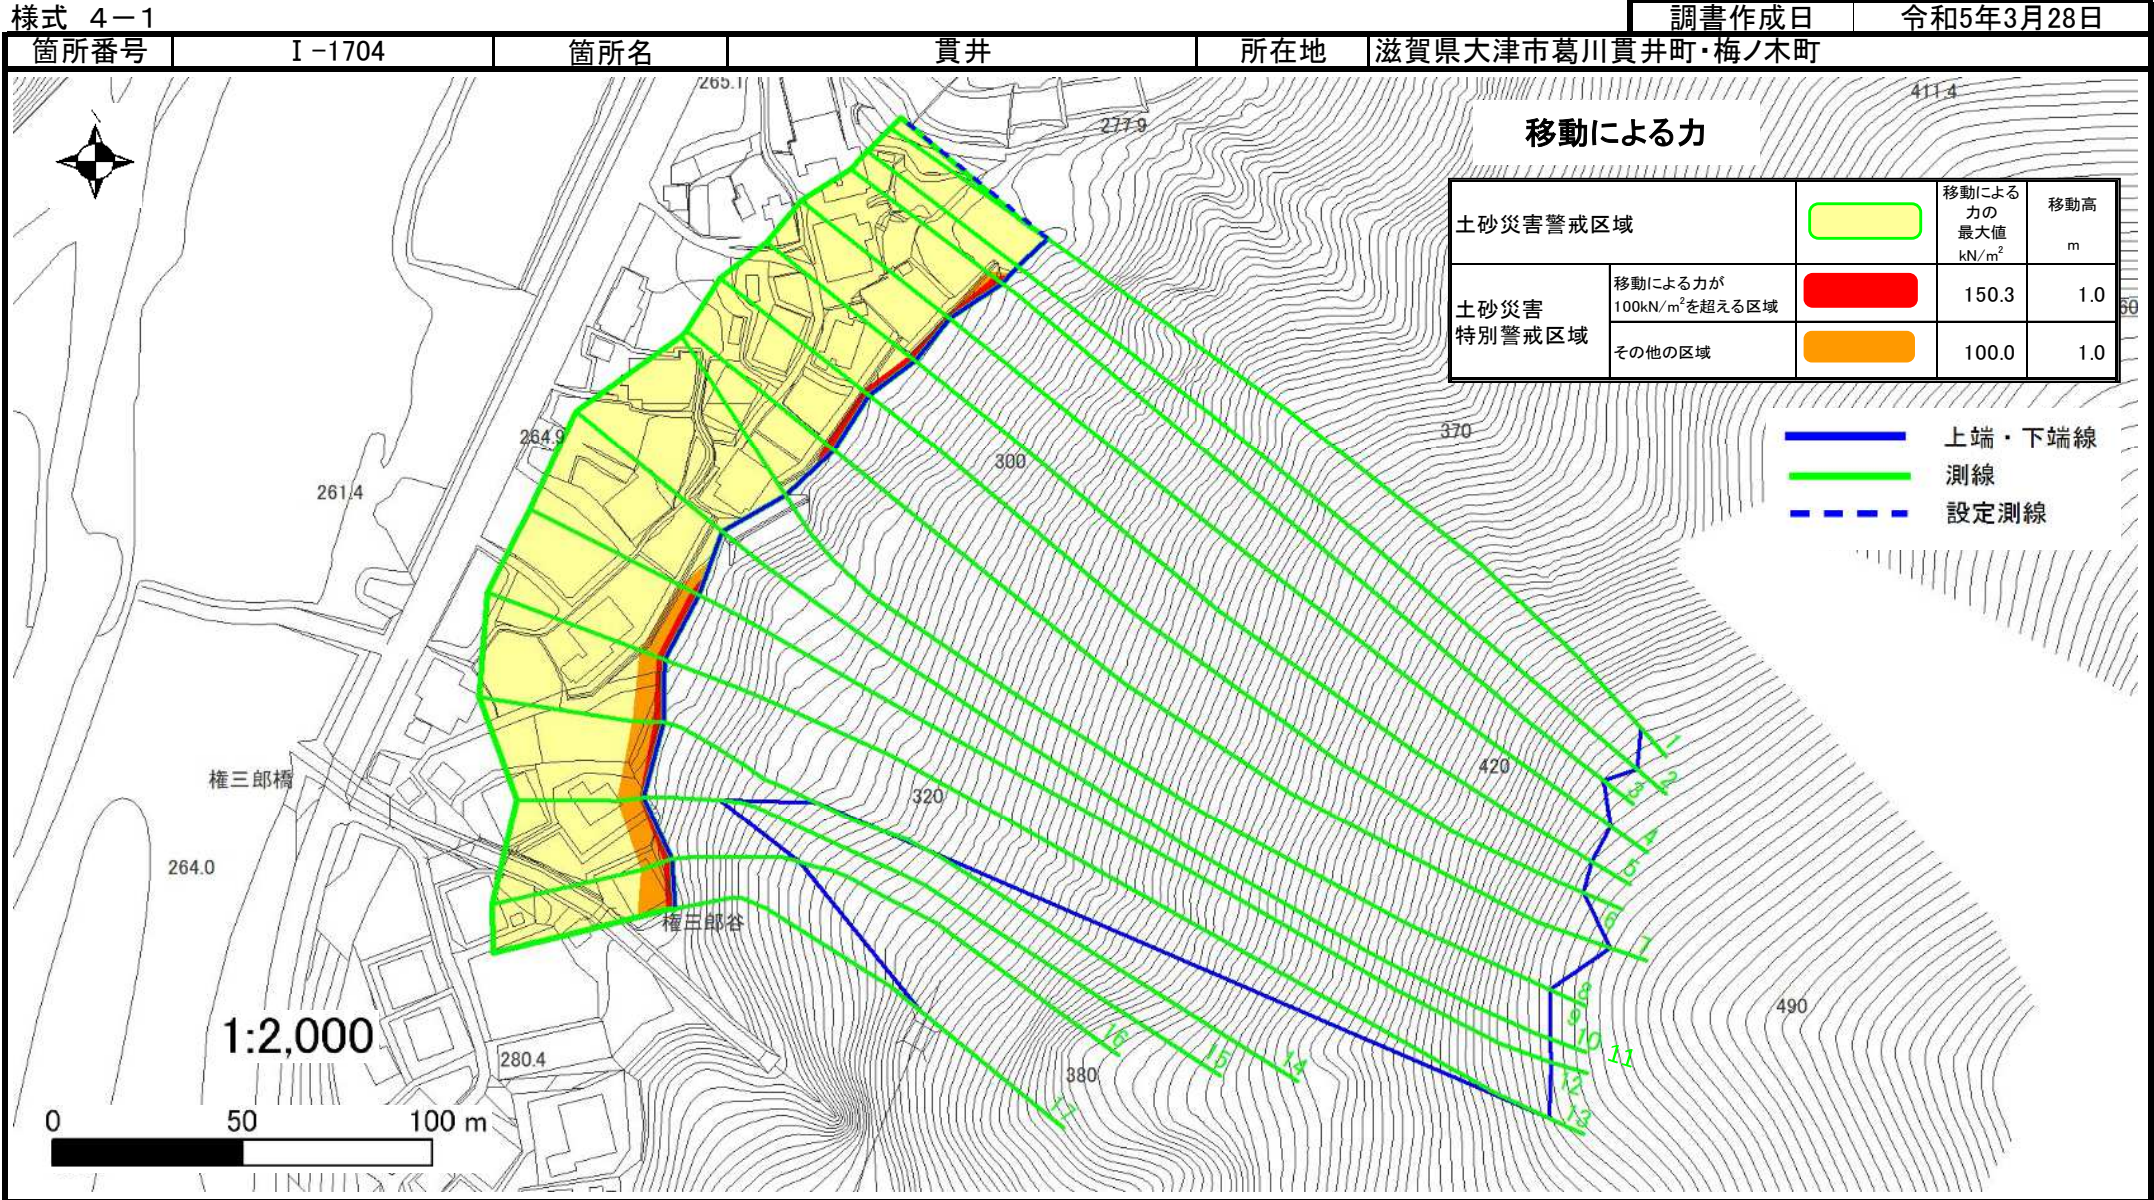 様式 4－1
調書作成日 令和5年3月28日
箇所番号 Ⅰ-1704 箇所名 貫井 所在地 滋賀県大津市葛川貫井町・梅ノ木町
移動による力
移動による
力の
最大値
kN/m²
移動高
m
土砂災害警戒区域
土砂災害
特別警戒区域
移動による力が
100kN/m²を超える区域
150.3 1.0
その他の区域
100.0 1.0
上端・下端線
測線
設定測線
265.1
277.9
411.4
60
370
300
264.9
261.4
420
320
権三郎橋
264.0
権三郎谷
490
380
280.4
1
2
3
4
5
6
7
8
9
10
11
12
13
14
15
16
17
1:2,000
0 50 100 m